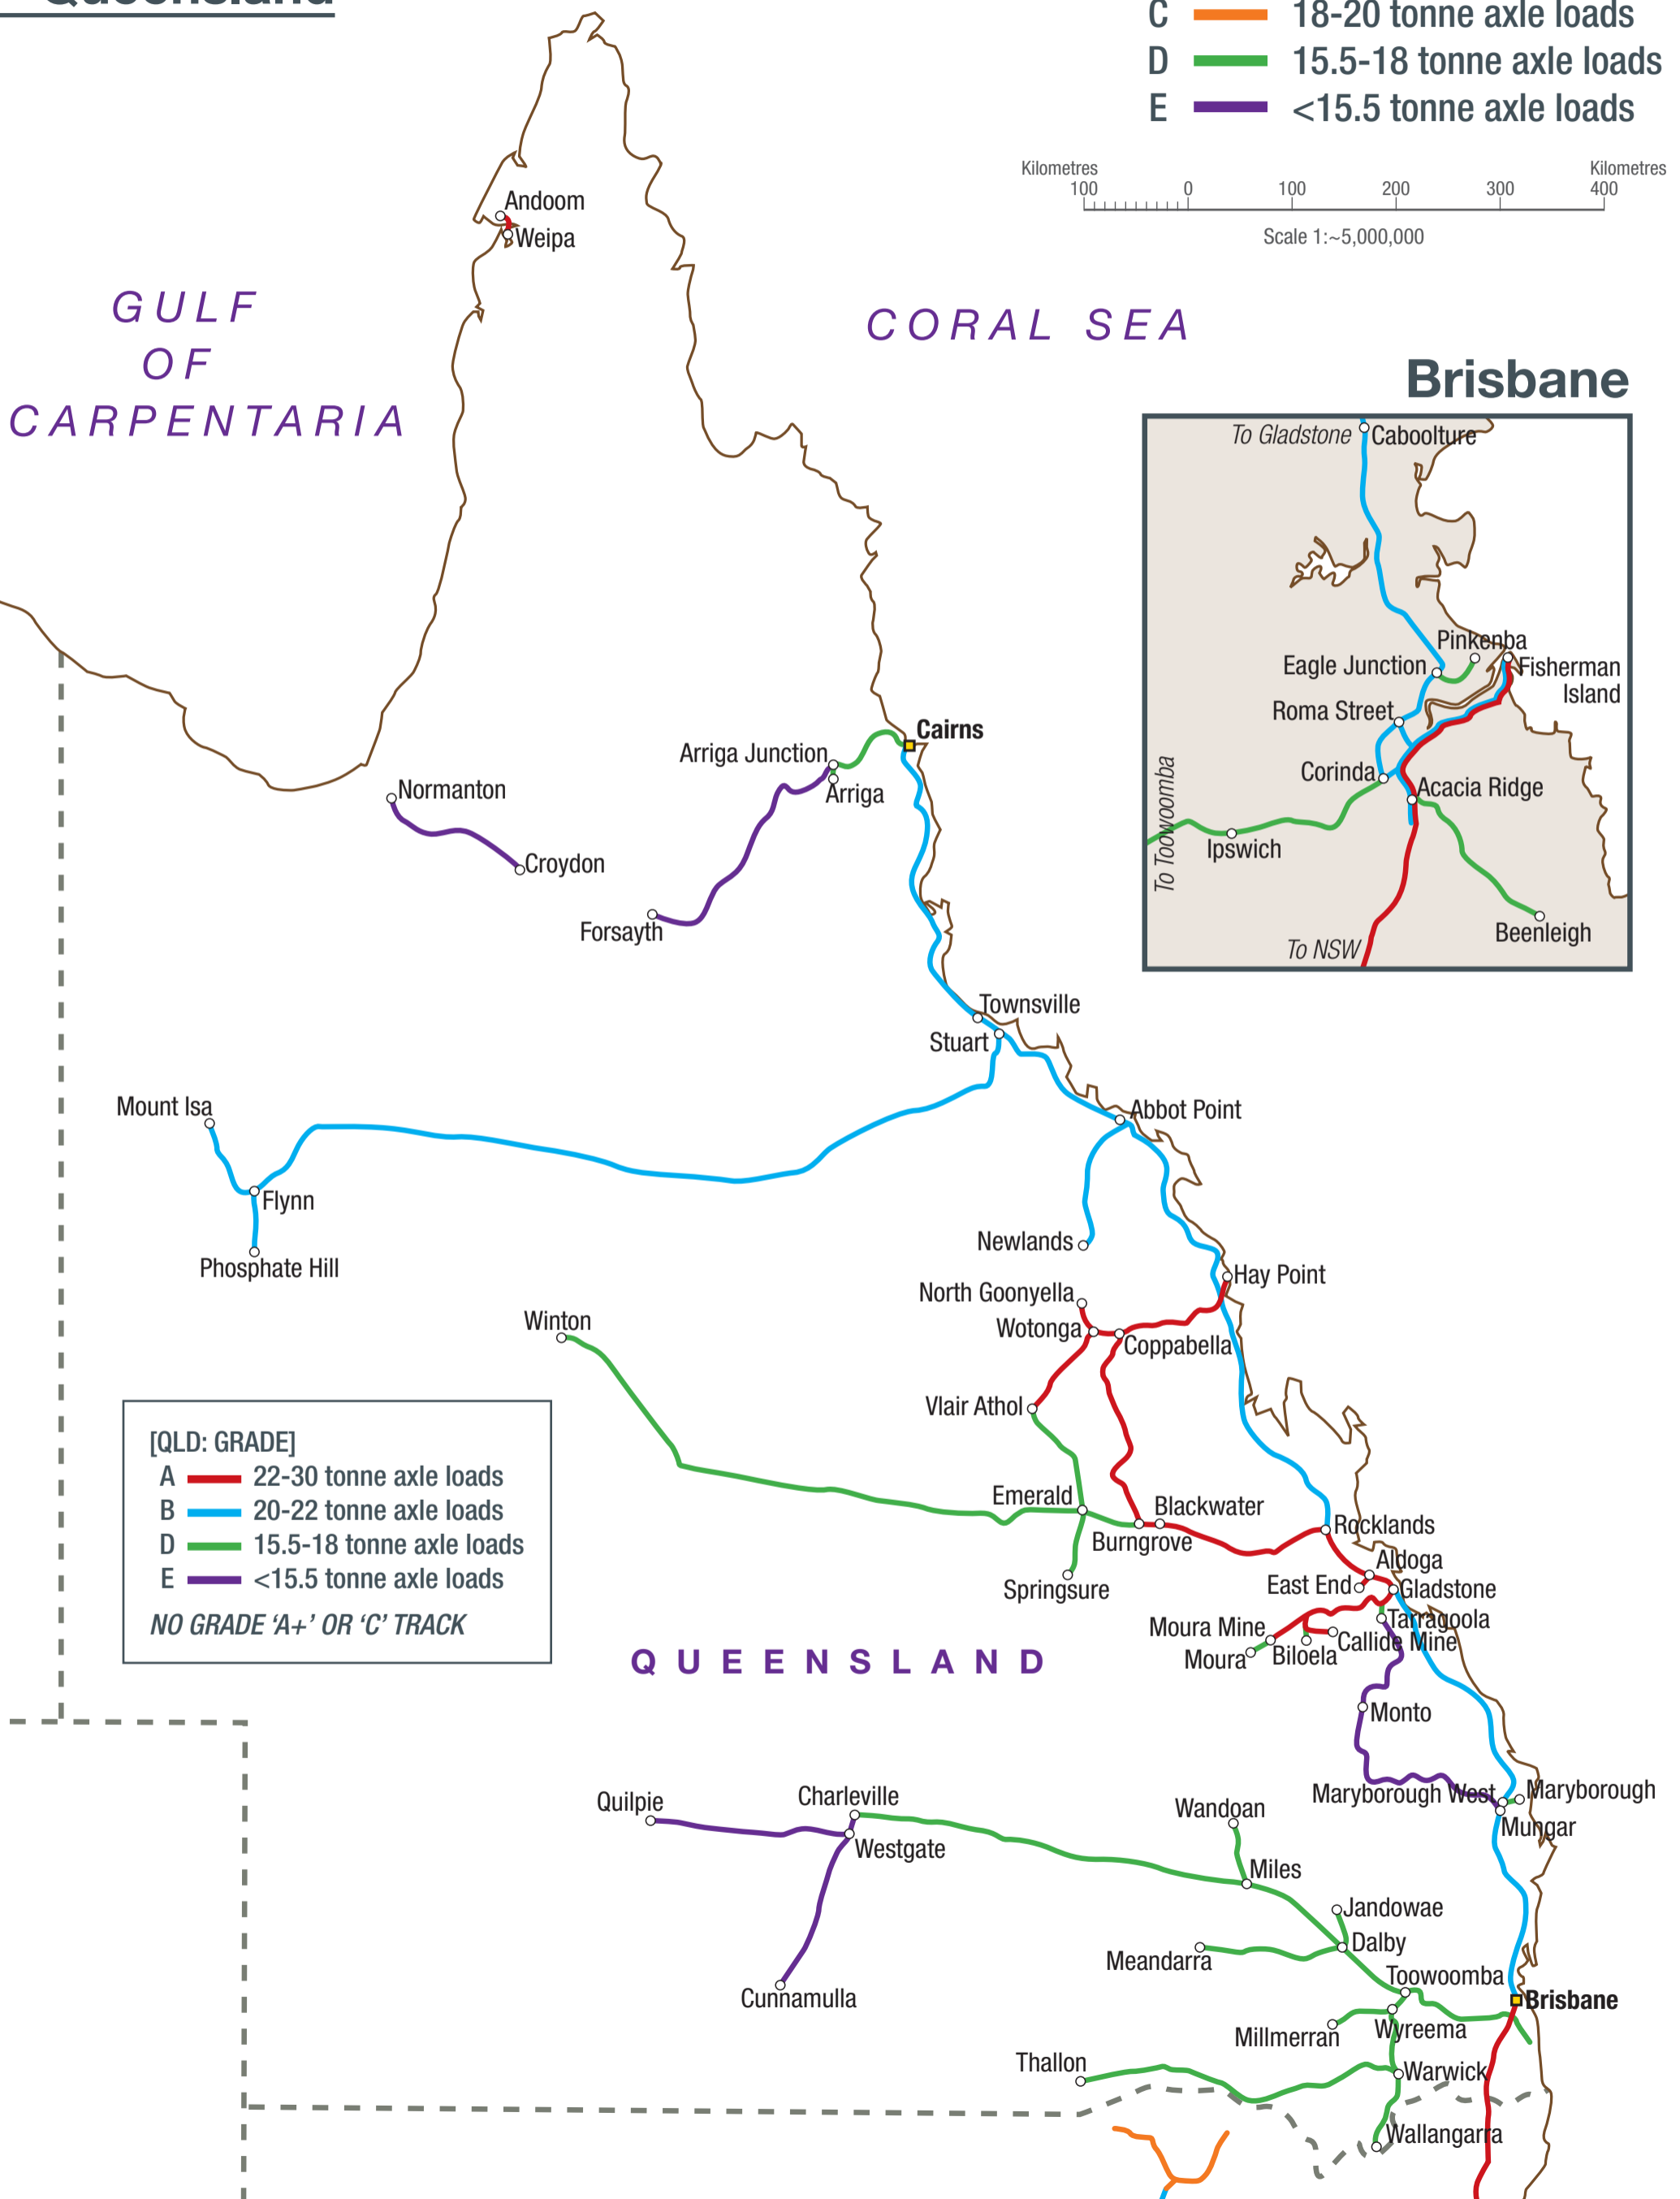 Queensland
C 18-20 tonne axle loads
D 15.5-18 tonne axle loads
E <15.5 tonne axle loads
Kilometres Kilometres
100 0 100 200 300 400
Scale 1:~5,000,000
Andoom
Weipa
GULF
OF
CARPENTARIA
CORAL SEA
Brisbane
To Gladstone
Caboolture
Pinkenba
Eagle Junction
Fisherman
Island
Roma Street
Corinda
Acacia Ridge
To Toowoomba
Ipswich
Beenleigh
To NSW
Cairns
Arriga Junction
Arriga
Normanton
Croydon
Forsayth
Townsville
Stuart
Mount Isa
Abbot Point
Flynn
Phosphate Hill
Newlands
Hay Point
North Goonyella
Winton
Wotonga
Coppabella
Vlair Athol
[QLD: GRADE]
A 22-30 tonne axle loads
B 20-22 tonne axle loads
D 15.5-18 tonne axle loads
E <15.5 tonne axle loads
NO GRADE ‘A+’ OR ‘C’ TRACK
Emerald
Blackwater
Burngrove
Rocklands
Aldoga
Springsure
East End
Gladstone
Tarragoola
Moura Mine
Callide Mine
Biloela
Moura
QUEENSLAND
Monto
Maryborough West
Maryborough
Mungar
Quilpie
Charleville
Westgate
Wandoan
Miles
Jandowae
Dalby
Meandarra
Cunnamulla
Toowoomba
Brisbane
Wyreema
Millmerran
Thallon
Warwick
Wallangarra